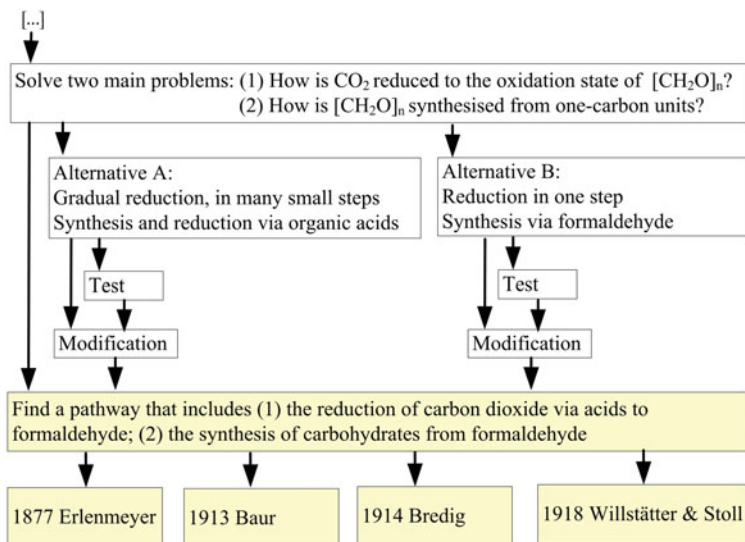 [...]
Solve two main problems: (1) How is CO₂ reduced to the oxidation state of [CH₂O]ₙ?
(2) How is [CH₂O]ₙ synthesised from one-carbon units?
Alternative A:
Gradual reduction, in many small steps
Synthesis and reduction via organic acids
Alternative B:
Reduction in one step
Synthesis via formaldehyde
Test
Test
Modification
Modification
Find a pathway that includes (1) the reduction of carbon dioxide via acids to
formaldehyde; (2) the synthesis of carbohydrates from formaldehyde
1877 Erlenmeyer
1913 Baur
1914 Bredig
1918 Willstätter & Stoll